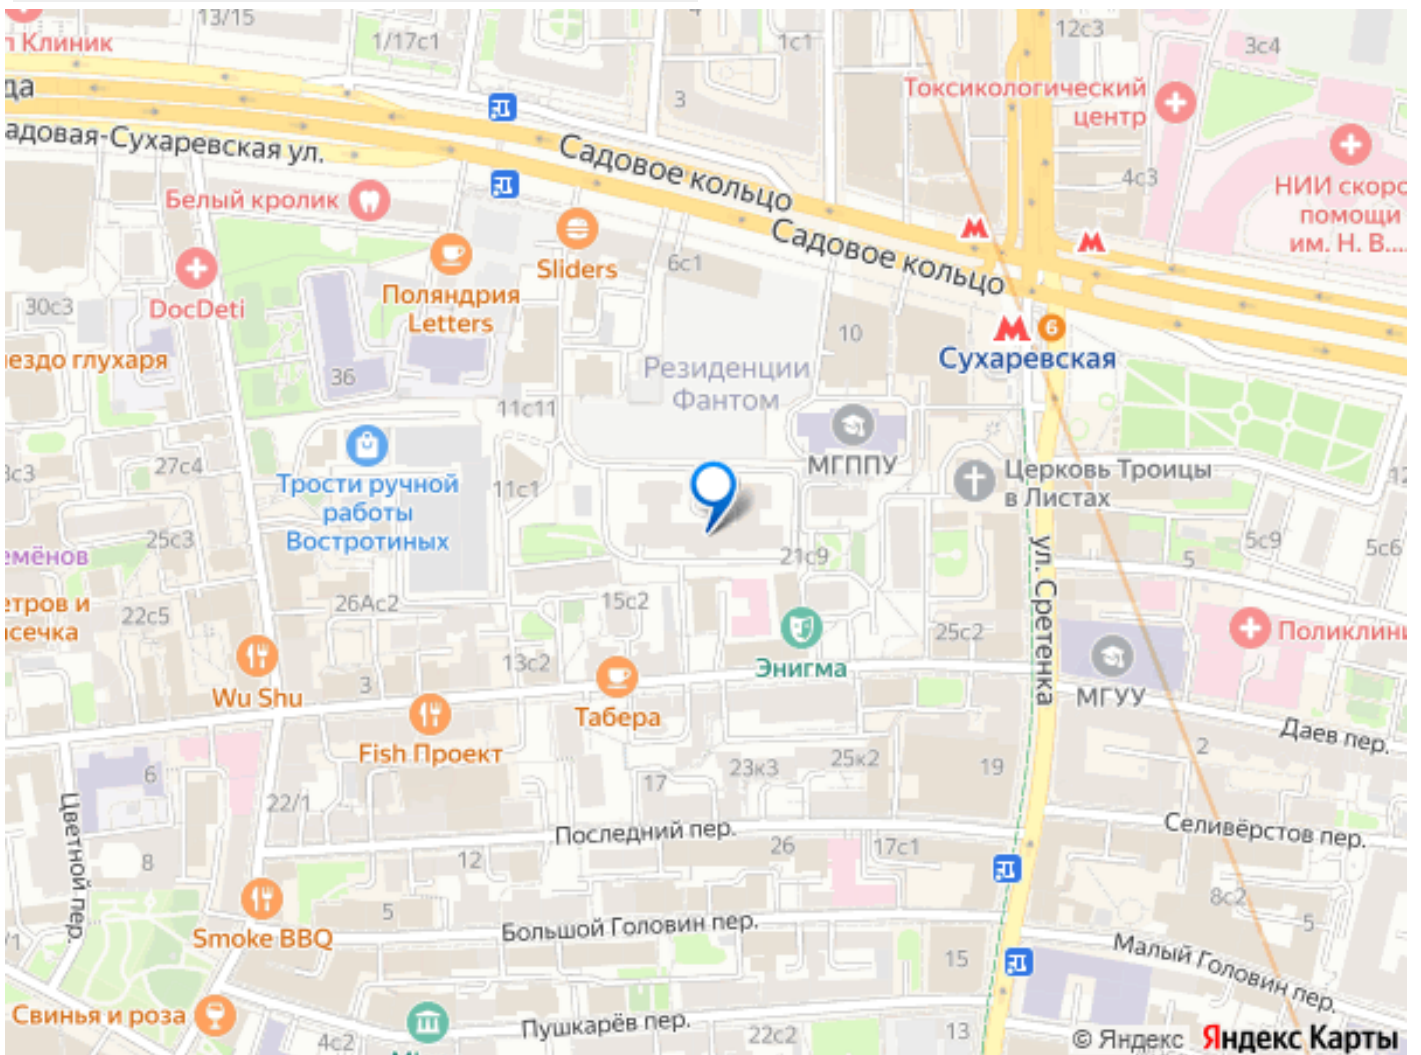 13/15
1/17с1
4
1с1
12с3
3с4
л Клиник
3
Токсикологический
центр
да
адовая-Сухаревская ул.
Садовое кольцо
4с3
НИИ скоро
помощи
им. Н. В....
Белый кролик
Садовое кольцо
Sliders
6с1
DocDeti
Поляндрия
Letters
30с3
10
6
Сухаревская
ездо глухаря
36
Резиденции
Фантом
11с11
МГППУ
27с4
Церковь Троицы
в Листах
12
Трости ручной
работы
Востротиных
11с1
25с3
21с9
ул. Сретенка
5
5с9
5с6
емёнов
етров и
асечка
22с5
26Ас2
15с2
25с2
Поликлини
Энигма
13с2
Wu Shu
3
Табера
МГУУ
Fish Проект
Даев пер.
2
6
17
23к3
25к2
19
22/1
Цветной пер.
Последний пер.
Селивёрстов пер.
8
12
26
17с1
8с2
5
5
Smoke BBQ
Большой Головин пер.
/1
15
Малый Головин пер.
Свинья и роза
4с2
Пушкарёв пер.
22с2
13
© Яндекс Яндекс Карты